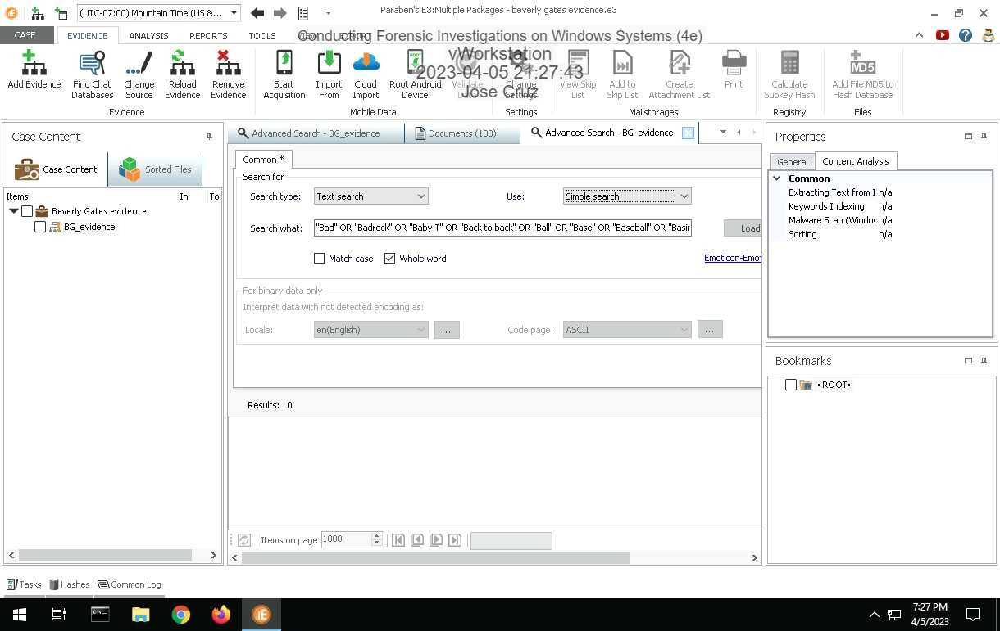 (UTC-07:00) Mountain Time (US &...
Paraben's E3:Multiple Packages - beverly gates evidence.e3
CASE
EVIDENCE
ANALYSIS
REPORTS
TOOLS
Conducting Forensic Investigations on Windows Systems (4e)
vWorkstation
2023-04-05 21:27:43
Jose Cruz
Add Evidence
Find Chat Databases
Change Source
Reload Evidence
Remove Evidence
Start Acquisition
Import From
Cloud Import
Root Android Device
Validate
Change Settings
View Skip List
Add to Skip List
Create Attachment List
Print
Calculate Subkey Hash
MD5
Add File MD5 to Hash Database
Evidence
Mobile Data
Settings
Mailstorages
Registry
Files
Case Content
Case Content
Sorted Files
Items
In
Tol
Beverly Gates evidence
BG_evidence
Advanced Search - BG_evidence
Documents (138)
Advanced Search - BG_evidence
Common *
Search for
Search type:
Text search
Use:
Simple search
Search what:
"Bad" OR "Badrock" OR "Baby T" OR "Back to back" OR "Ball" OR "Base" OR "Baseball" OR "Basin
Load
Match case
Whole word
Emoticon-Emoj
For binary data only
Interpret data with not detected encoding as:
Locale:
en(English)
...
Code page:
ASCII
...
Results: 0
Items on page
1000
Properties
General
Content Analysis
Common
Extracting Text from I n/a
Keywords Indexing n/a
Malware Scan (Window n/a
Sorting n/a
Bookmarks
<ROOT>
Tasks
Hashes
Common Log
7:27 PM
4/5/2023